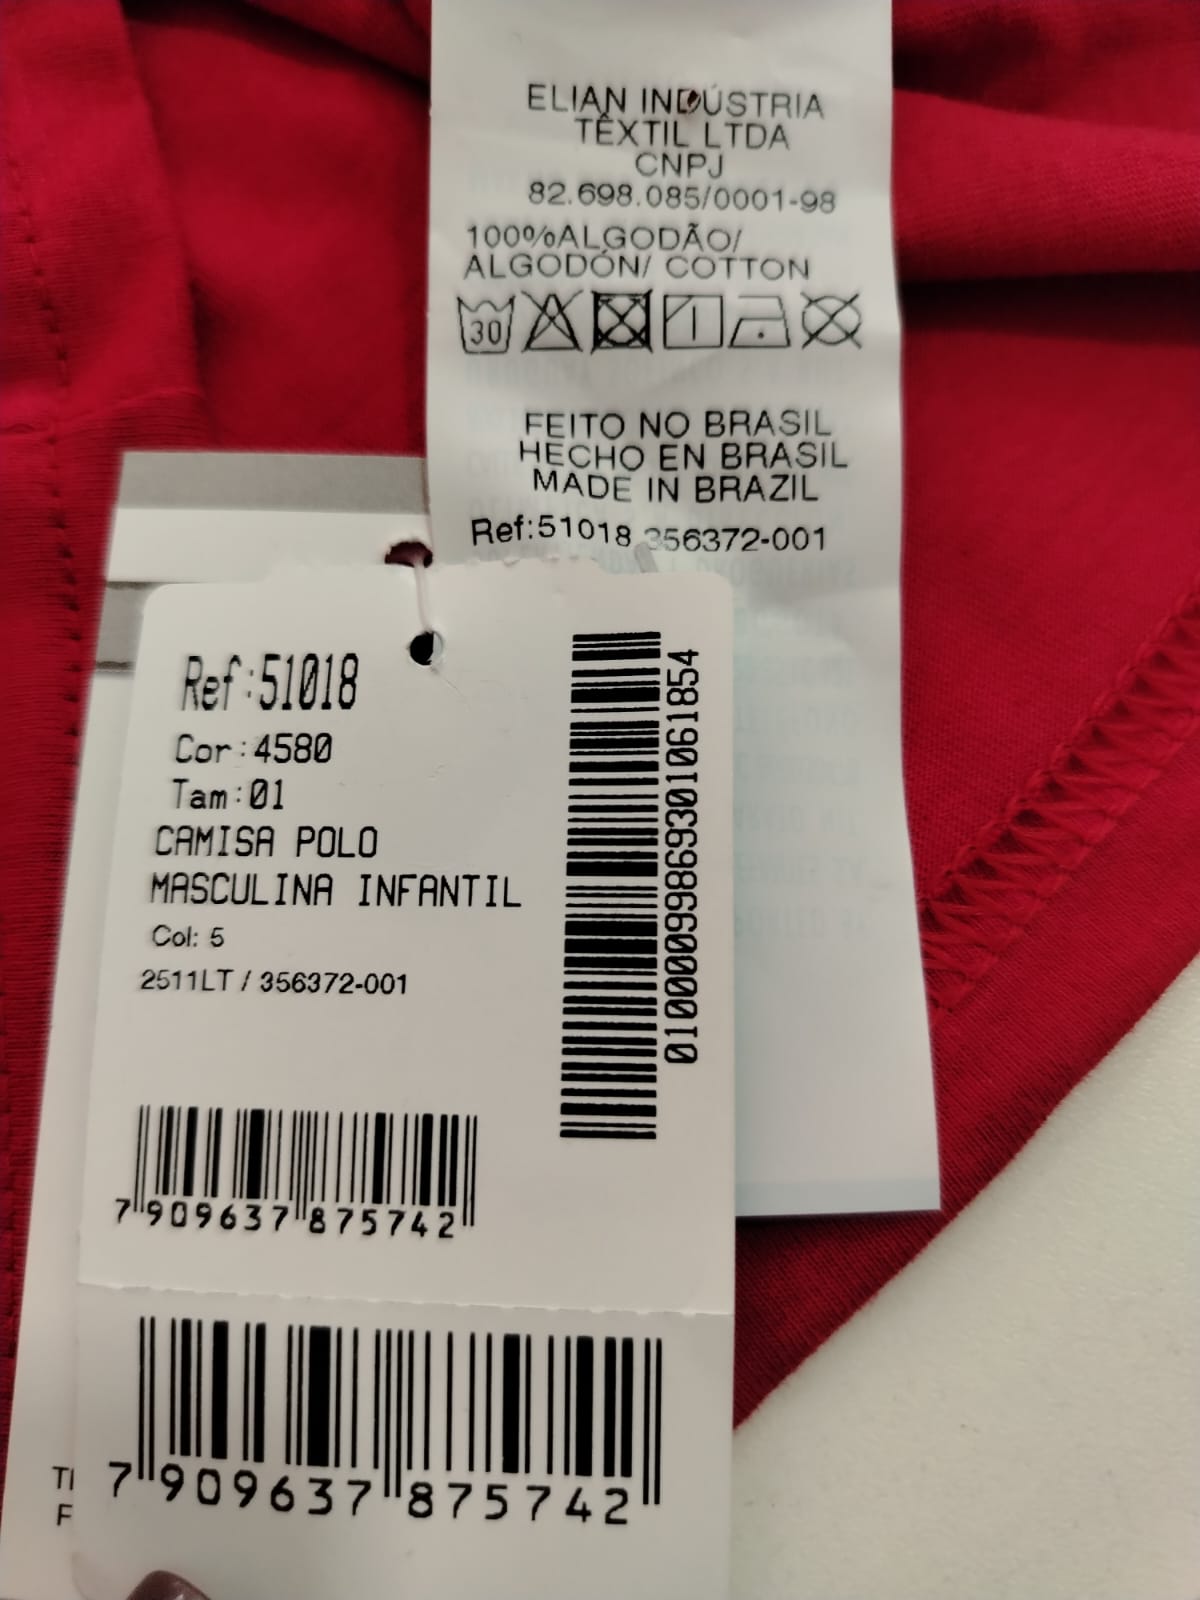 ELIAN INDÚSTRIA
TÊXTIL LTDA
CNPJ
82.698.085/0001-98
100%ALGODÃO/
ALGODÓN/ COTTON
30
FEITO NO BRASIL
HECHO EN BRASIL
MADE IN BRAZIL
Ref:51018 356372-001
Ref:51018
Cor:4580
Tam:01
CAMISA POLO
MASCULINA INFANTIL
Col: 5
2511LT / 356372-001
010000998669301061854
7 909637 875742
7 909637 875742